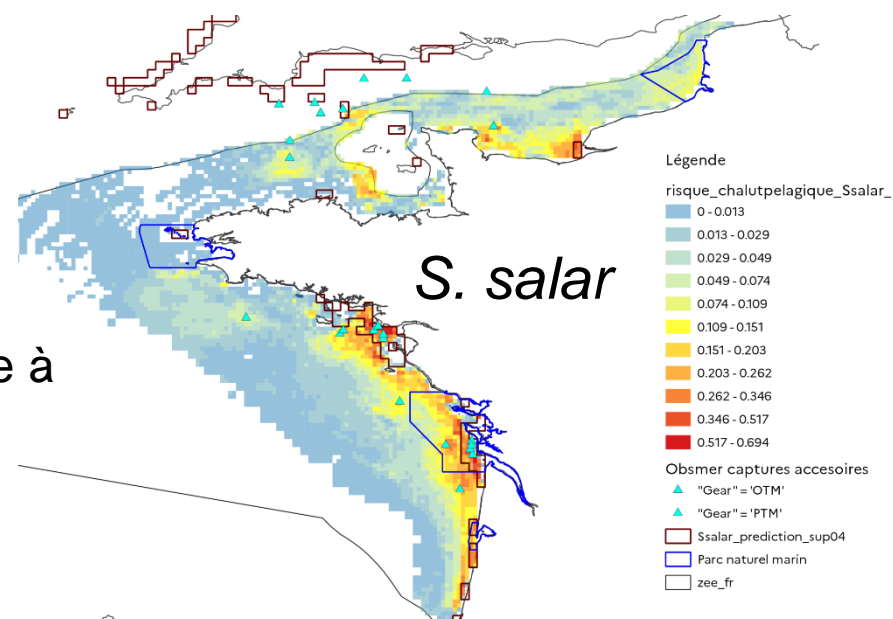 Légende
risque_chalutpelagique_Ssalar_
0 - 0.013
0.013 - 0.029
0.029 - 0.049
0.049 - 0.074
0.074 - 0.109
0.109 - 0.151
0.151 - 0.203
0.203 - 0.262
0.262 - 0.346
0.346 - 0.517
0.517 - 0.694
S. salar
e à
Obsmer captures accesoires
"Gear" = 'OTM'
"Gear" = 'PTM'
Ssalar_prediction_sup04
Parc naturel marin
zee_fr